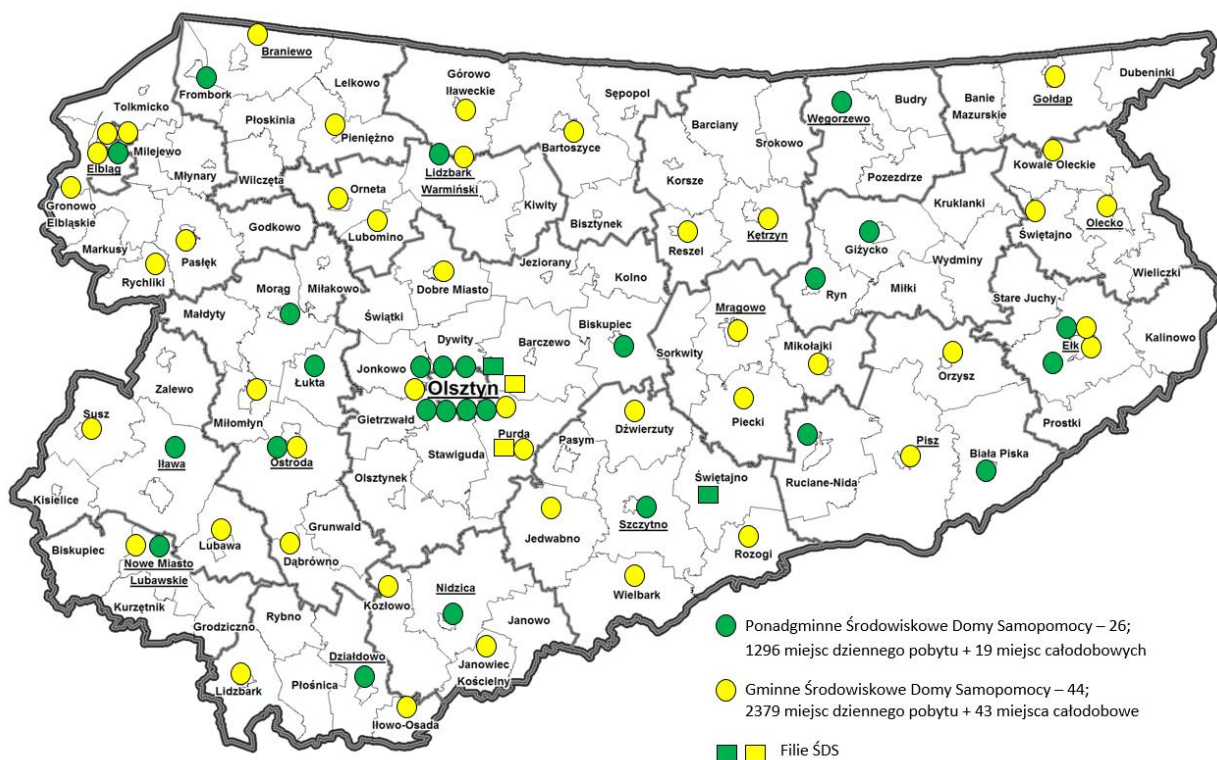 Braniewo
Frombork
Lelkowo
Górowo
Iławeckie
Sępopol
Węgorzewo
Budry
Banie
Mazurskie
Gołdap
Dubeninki
Tolkmicko
Płoskinia
Pieniężno
Bartoszyce
Barciany
Srokowo
Milejewo
Elbląg
Młynary
Wilczęta
Lidzbark
Warmiński
Korsze
Pozezdrze
Kowale Oleckie
Gronowo
Elbląskie
Orneta
Kiwity
Bisztynek
Kruklanki
Świętajno
Olecko
Markusy
Pasłęk
Godkowo
Lubomino
Reszel
Kętrzyn
Giżycko
Wydminy
Rychliki
Morąg
Miłakowo
Dobre Miasto
Jeziorany
Kolno
Ryn
Miłki
Wieliczki
Stare Juchy
Małdyty
Świątki
Mrągowo
Biskupiec
Dywity
Barczewo
Sorkwity
Mikołajki
Ełk
Kalinowo
Zalewo
Łukta
Jonkowo
Olsztyn
Orzysz
Susz
Miłomłyn
Gietrzwałd
Purda
Dźwierzuty
Piecki
Prostki
Iława
Ostróda
Stawiguda
Pasym
Pisz
Biała Piska
Kisielice
Olsztynek
Świętajno
Ruciane-Nida
Grunwald
Szczytno
Biskupiec
Lubawa
Jedwabno
Nowe Miasto
Lubawskie
Dąbrówno
Rozogi
Kurzętnik
Kozłowo
Nidzica
Wielbark
Grodziczno
Rybno
Janowo
Działdowo
Janowiec
Kościelny
Lidzbark
Płośnica
Iłowo-Osada
Ponadgminne Środowiskowe Domy Samopomocy – 26;
1296 miejsc dziennego pobytu + 19 miejsc całodobowych
Gminne Środowiskowe Domy Samopomocy – 44;
2379 miejsc dziennego pobytu + 43 miejsca całodobowe
Filie ŚDS